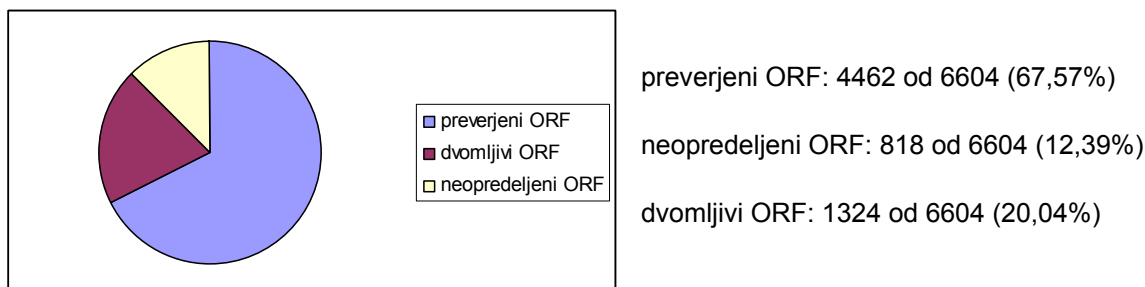 preverjeni ORF
dvomljivi ORF
neopredeljeni ORF
preverjeni ORF: 4462 od 6604 (67,57%)
neopredeljeni ORF: 818 od 6604 (12,39%)
dvomljivi ORF: 1324 od 6604 (20,04%)